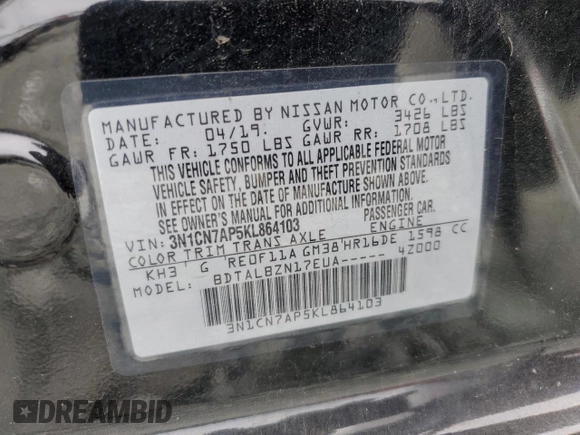 MANUFACTURED BY NISSAN MOTOR CO., LTD.
DATE: 04/19. GVWR: 3426 LBS
GAWR FR: 1750 LBS GAWR RR: 1708 LBS
THIS VEHICLE CONFORMS TO ALL APPLICABLE FEDERAL MOTOR
VEHICLE SAFETY, BUMPER AND THEFT PREVENTION STANDARDS
IN EFFECT ON THE DATE OF MANUFACTURE SHOWN ABOVE.
SEE OWNER'S MANUAL FOR MORE INFORMATION.
VIN: 3N1CN7AP5KL864103 PASSENGER CAR.
COLOR TRIM TRANS AXLE ENGINE
KH3 G RE0F11A GM38 HR16DE 1598 CC
MODEL: BDTALBZN17EUA----- 4Z000
3N1CN7AP5KL864103
DREAMBID